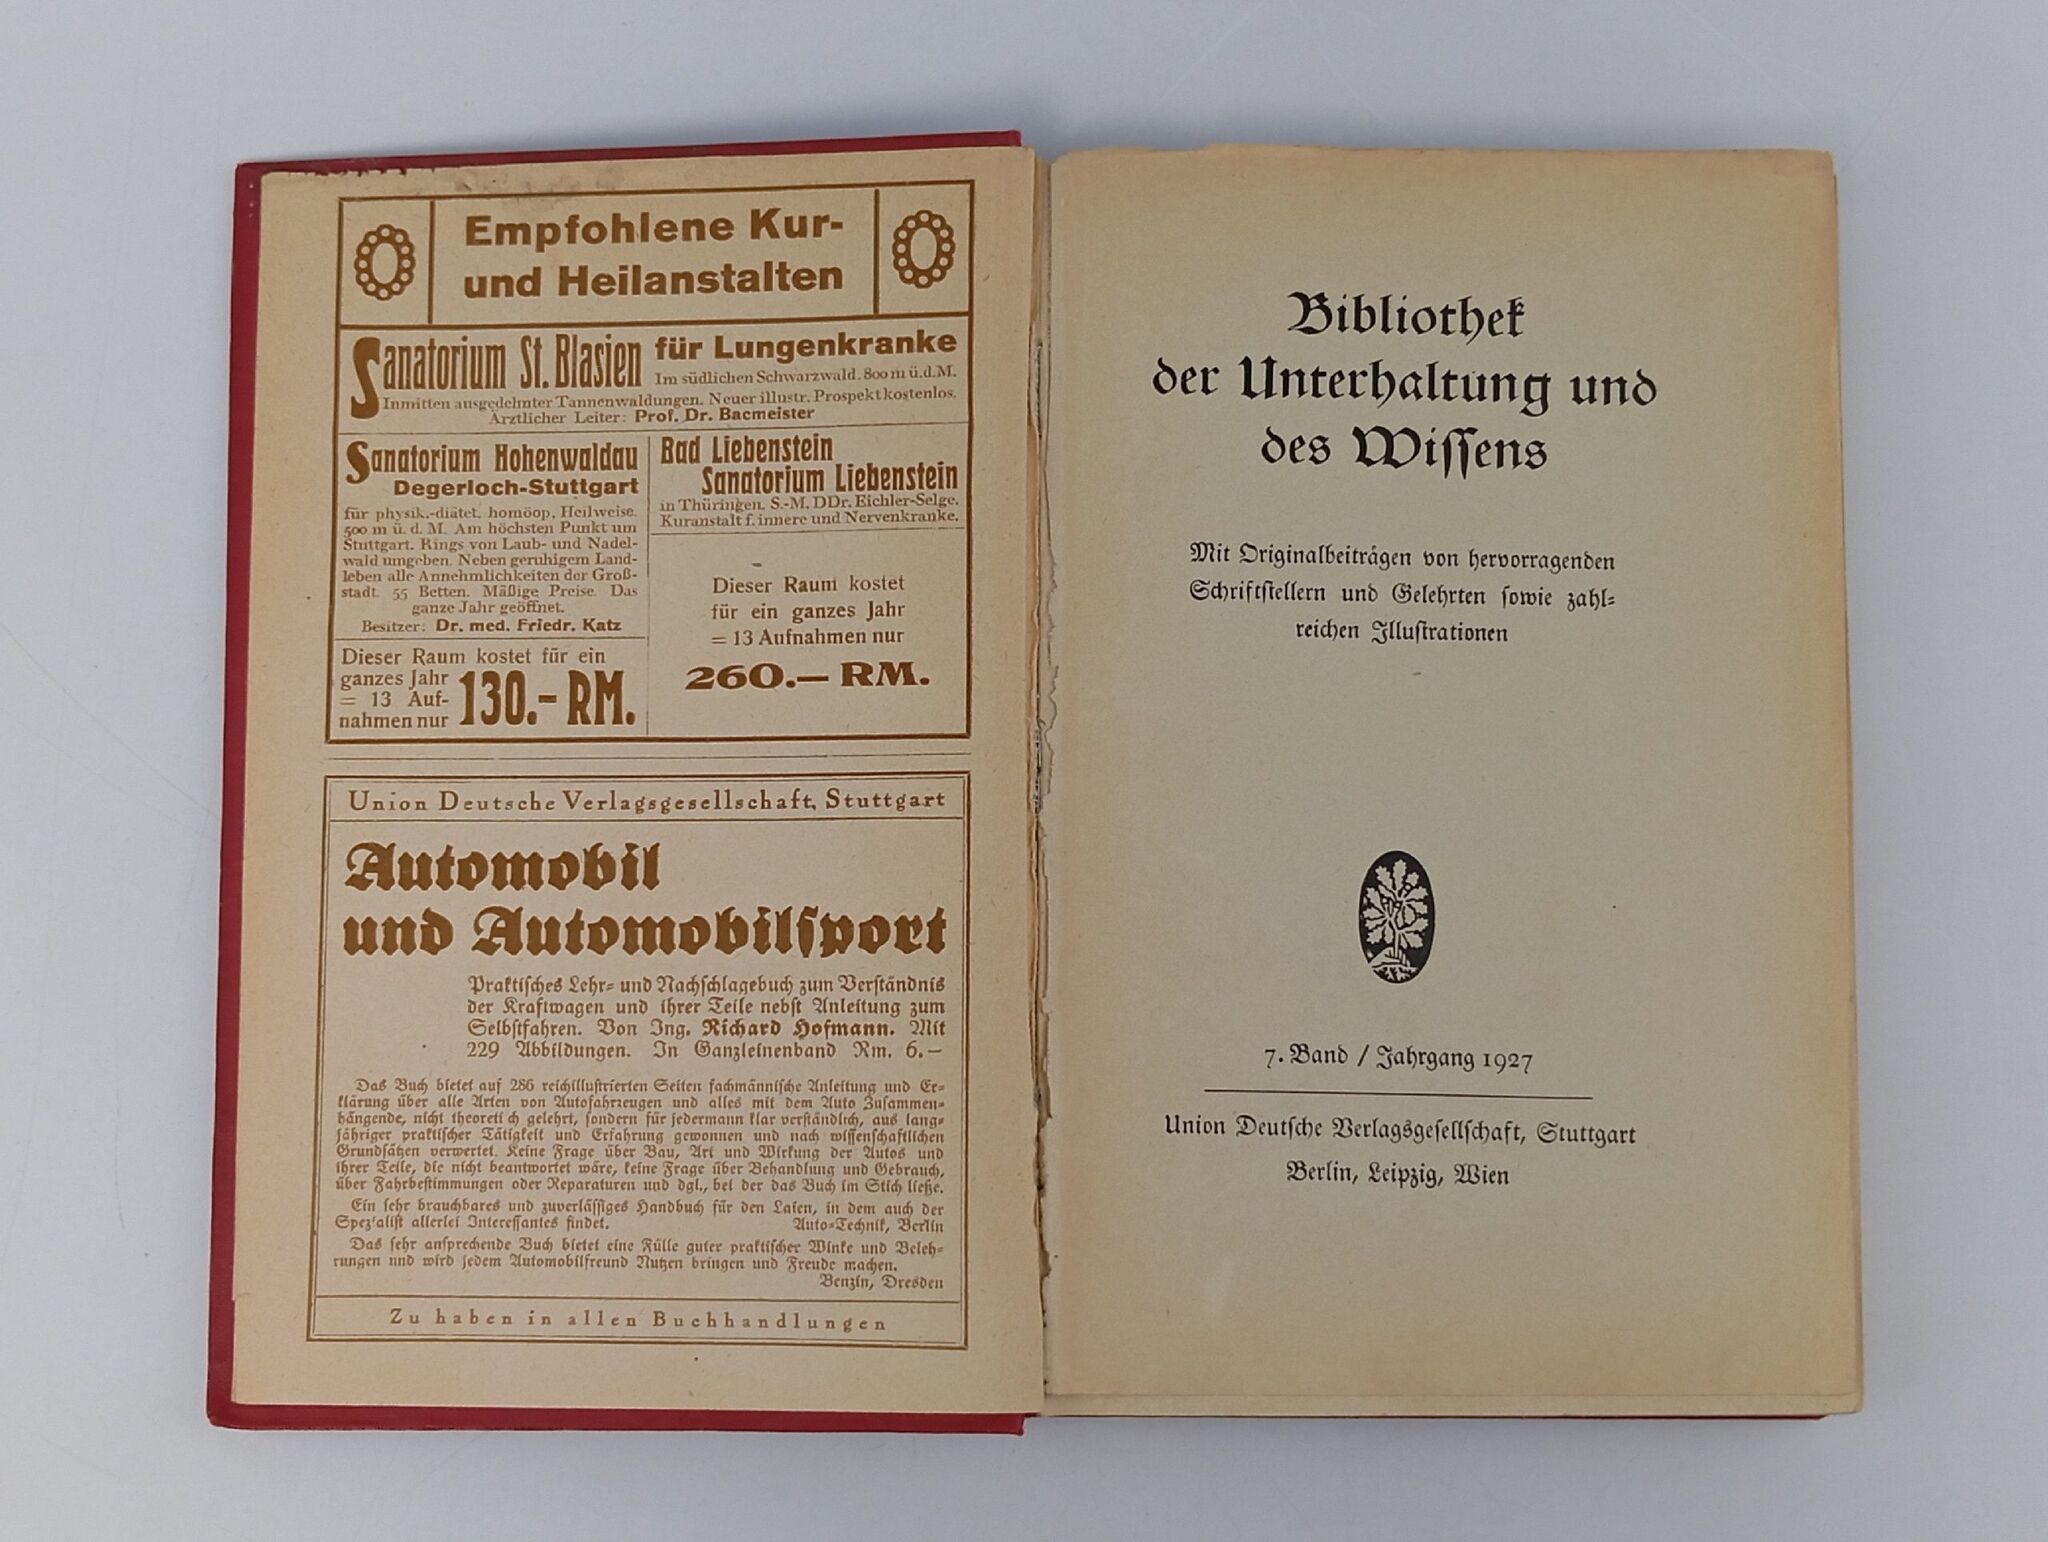 Empfohlene Kur-
und Heilanstalten
Sanatorium St. Blasien für Lungenkranke
Im südlichen Schwarzwald. 800 m ü.d.M.
Inmitten ausgedehnter Tannenwaldungen. Neuer illustr. Prospekt kostenlos.
Ärztlicher Leiter: Prof. Dr. Bacmeister
Sanatorium Hohenwaldau
Degerloch-Stuttgart
für physik.-diätet. homöop. Heilweise.
500 m ü. d. M. Am höchsten Punkt um
Stuttgart. Rings von Laub- und Nadel-
wald umgeben. Neben geruhigem Land-
leben alle Annehmlichkeiten der Groß-
stadt. 55 Betten. Mäßige Preise. Das
ganze Jahr geöffnet.
Besitzer: Dr. med. Friedr. Katz
Dieser Raum kostet für ein
ganzes Jahr
= 13 Auf-
nahmen nur
130.- RM.
Bad Liebenstein
Sanatorium Liebenstein
in Thüringen. S.-M. DDr. Eichler-Selge.
Kuranstalt f. innere und Nervenkranke.
Dieser Raum kostet
für ein ganzes Jahr
= 13 Aufnahmen nur
260.— RM.
Union Deutsche Verlagsgesellschaft, Stuttgart
Automobil
und Automobilsport
Praktisches Lehr- und Nachschlagebuch zum Verständnis
der Kraftwagen und ihrer Teile nebst Anleitung zum
Selbstfahren. Von Ing. Richard Hofmann. Mit
229 Abbildungen. In Ganzleinenband Rm. 6.—
Das Buch bietet auf 286 reichillustrierten Seiten fachmännische Anleitung und Er-
klärung über alle Arten von Autofahrzeugen und alles mit dem Auto Zusammen-
hängende, nicht theoreti ch gelehrt, sondern für jedermann klar verständlich, aus lang-
jähriger praktischer Tätigkeit und Erfahrung gewonnen und nach wissenschaftlichen
Grundsätzen verwertet. Keine Frage über Bau, Art und Wirkung der Autos und
ihrer Teile, die nicht beantwortet wäre, keine Frage über Behandlung und Gebrauch,
über Fahrbestimmungen oder Reparaturen und dgl., bei der das Buch im Stich ließe.
Ein sehr brauchbares und zuverlässiges Handbuch für den Laien, in dem auch der
Spezialist allerlei Interessantes findet. Auto-Technik, Berlin
Das sehr ansprechende Buch bietet eine Fülle guter praktischer Winke und Beleh-
rungen und wird jedem Automobilfreund Nutzen bringen und Freude machen.
Benzin, Dresden
Zu haben in allen Buchhandlungen
Bibliothek
der Unterhaltung und
des Wissens
Mit Originalbeiträgen von hervorragenden
Schriftstellern und Gelehrten sowie zahl-
reichen Illustrationen
7. Band / Jahrgang 1927
Union Deutsche Verlagsgesellschaft, Stuttgart
Berlin, Leipzig, Wien